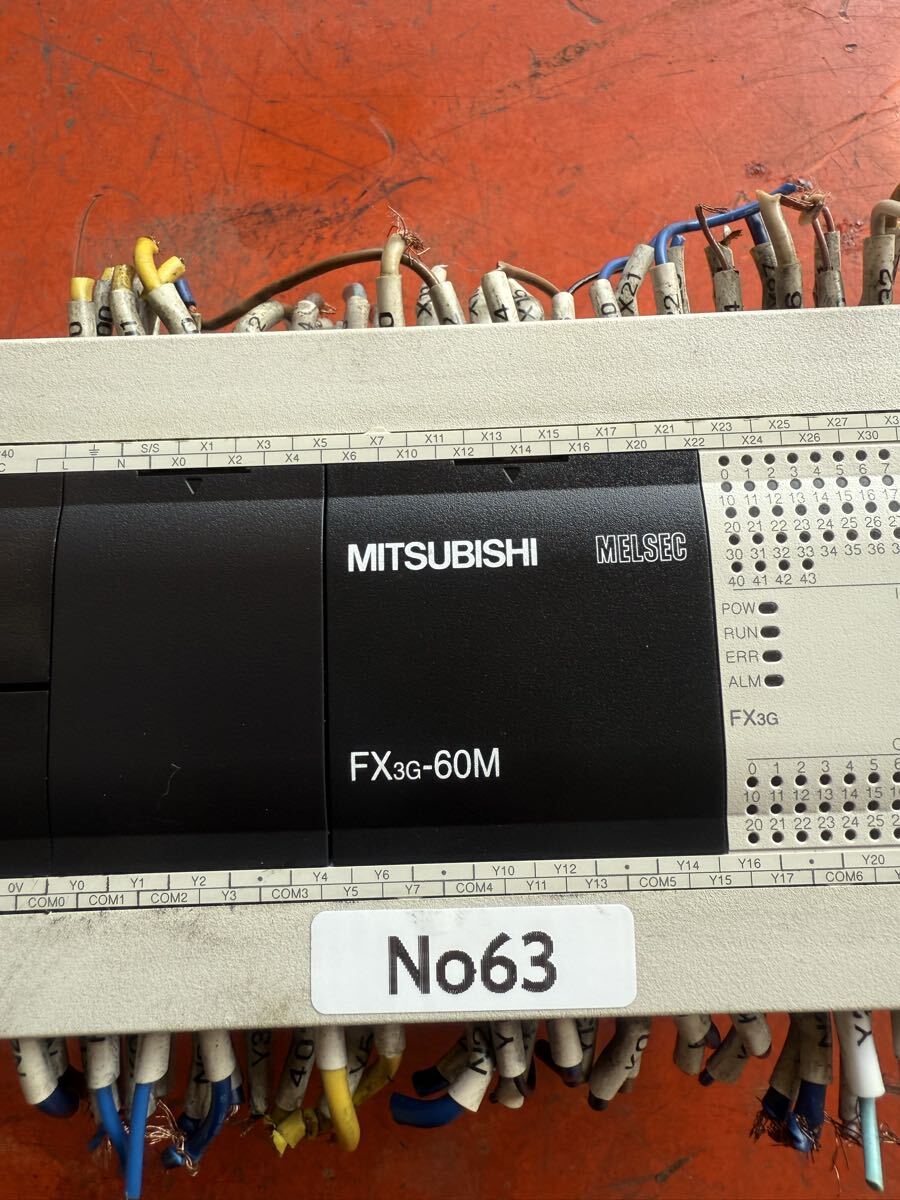 X21
S/S X1 X3 X5 X7 X11 X13 X15 X17 X21 X23 X25 X27
L N X0 X2 X4 X6 X10 X12 X14 X16 X20 X22 X24 X26 X30
MITSUBISHI MELSEC
0 1 2 3 4 5 6 7
10 11 12 13 14 15 16 17
20 21 22 23 24 25 26
30 31 32 33 34 35 36
40 41 42 43
POW
RUN
ERR
ALM
FX3G
FX3G-60M
0 1 2 3 4 5
10 11 12 13 14 15
20 21 22 23 24 25
0V Y0 Y1 Y2 Y4 Y6 Y10 Y12 Y14 Y16 Y20
COM0 COM1 COM2 Y3 COM3 Y5 Y7 COM4 Y11 Y13 COM5 Y15 Y17 COM6
No63